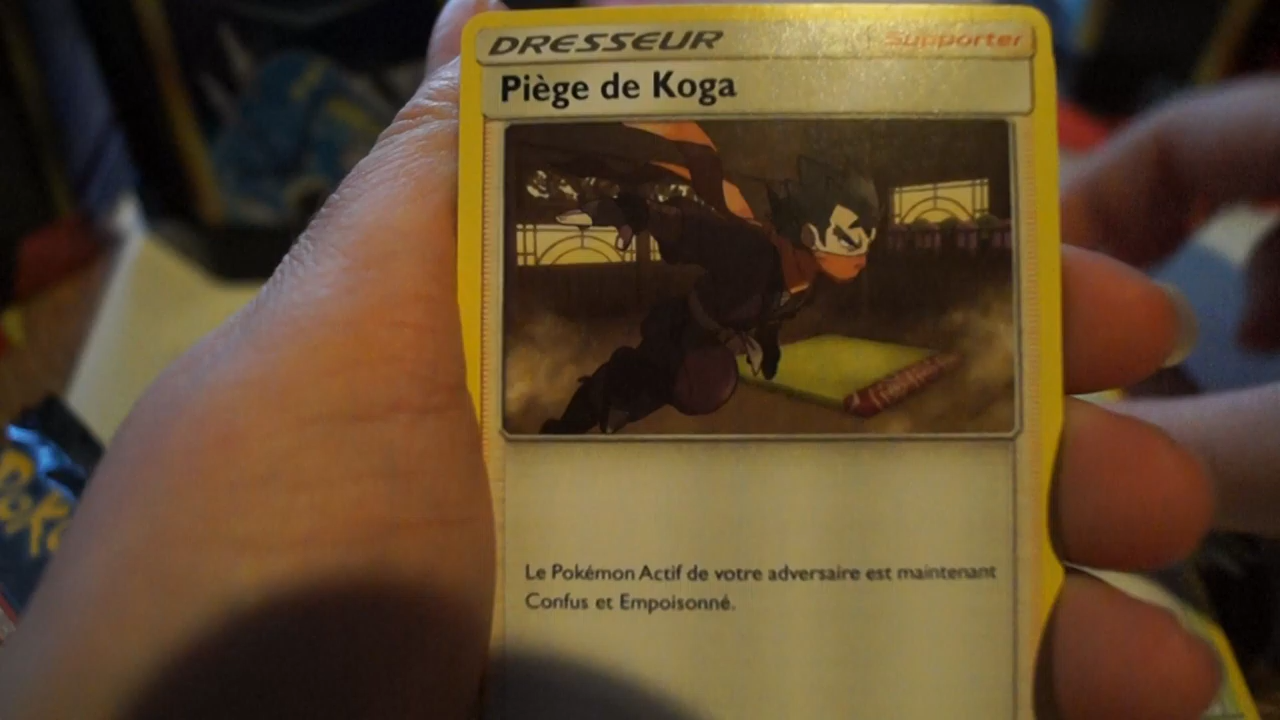 DRESSEUR Supporter
Piège de Koga
Le Pokémon Actif de votre adversaire est maintenant
Confus et Empoisonné.